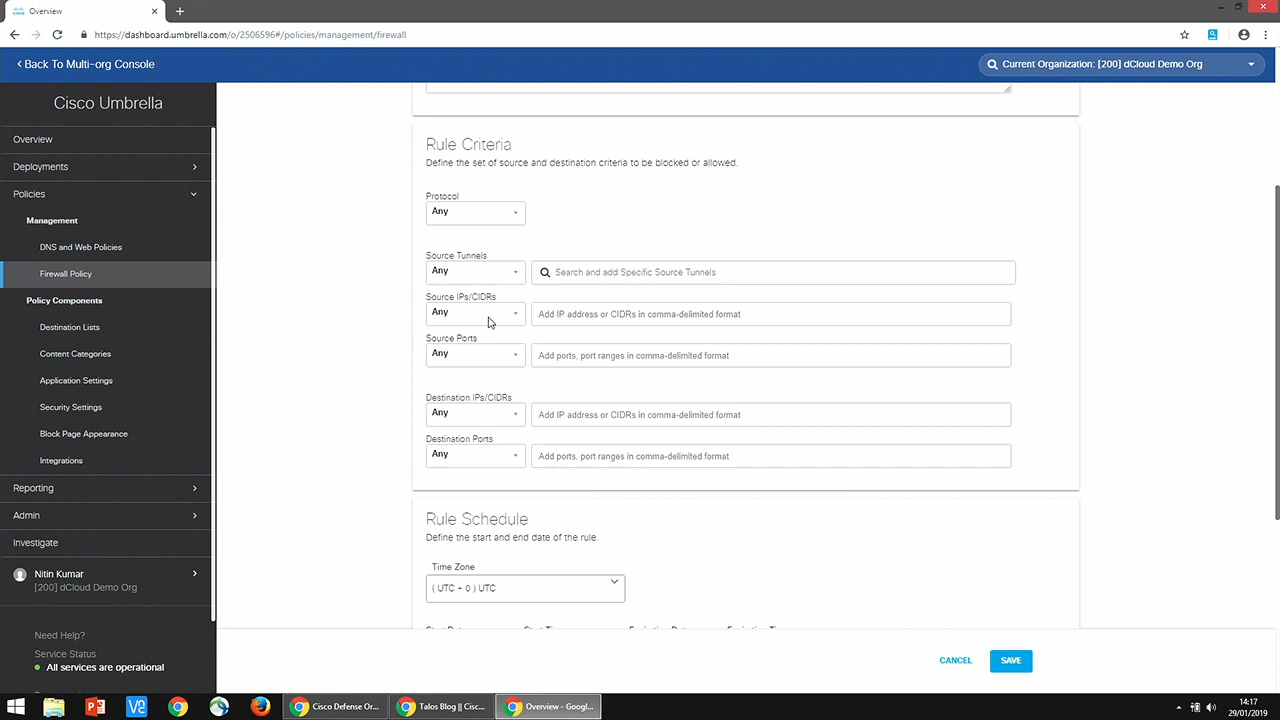 Overview
https://dashboard.umbrella.com/o/2506596#/policies/management/firewall
Back To Multi-org Console
Current Organization: [200] dCloud Demo Org
Cisco Umbrella
Overview
Deployments
Policies
Management
DNS and Web Policies
Firewall Policy
Policy Components
Destination Lists
Content Categories
Application Settings
Security Settings
Block Page Appearance
Integrations
Reporting
Admin
Investigate
Nitin Kumar
[200] dCloud Demo Org
Need Help?
Service Status
All services are operational
Rule Criteria
Define the set of source and destination criteria to be blocked or allowed.
Protocol
Any
Source Tunnels
Any Search and add Specific Source Tunnels
Source IPs/CIDRs
Any Add IP address or CIDRs in comma-delimited format
Source Ports
Any Add ports, port ranges in comma-delimited format
Destination IPs/CIDRs
Any Add IP address or CIDRs in comma-delimited format
Destination Ports
Any Add ports, port ranges in comma-delimited format
Rule Schedule
Define the start and end date of the rule.
Time Zone
( UTC + 0 ) UTC
CANCEL SAVE
Cisco Defense Or...
Talos Blog || Cisc...
Overview - Googl...
14:17
29/01/2019